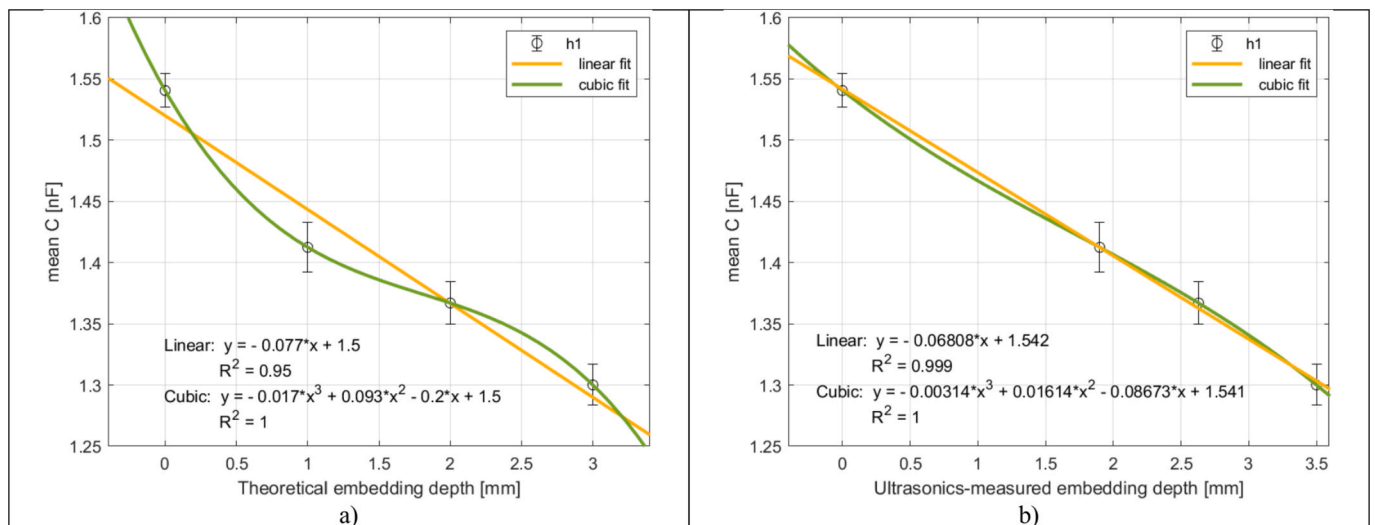 1.6
1.55
1.5
1.45
1.4
1.35
1.3
1.25
mean C [nF]
h1
linear fit
cubic fit
Linear: y = - 0.077*x + 1.5
R² = 0.95
Cubic: y = - 0.017*x³ + 0.093*x² - 0.2*x + 1.5
R² = 1
0 0.5 1 1.5 2 2.5 3
Theoretical embedding depth [mm]
a)
1.6
1.55
1.5
1.45
1.4
1.35
1.3
1.25
mean C [nF]
h1
linear fit
cubic fit
Linear: y = - 0.06808*x + 1.542
R² = 0.999
Cubic: y = - 0.00314*x³ + 0.01614*x² - 0.08673*x + 1.541
R² = 1
0 0.5 1 1.5 2 2.5 3 3.5
Ultrasonics-measured embedding depth [mm]
b)